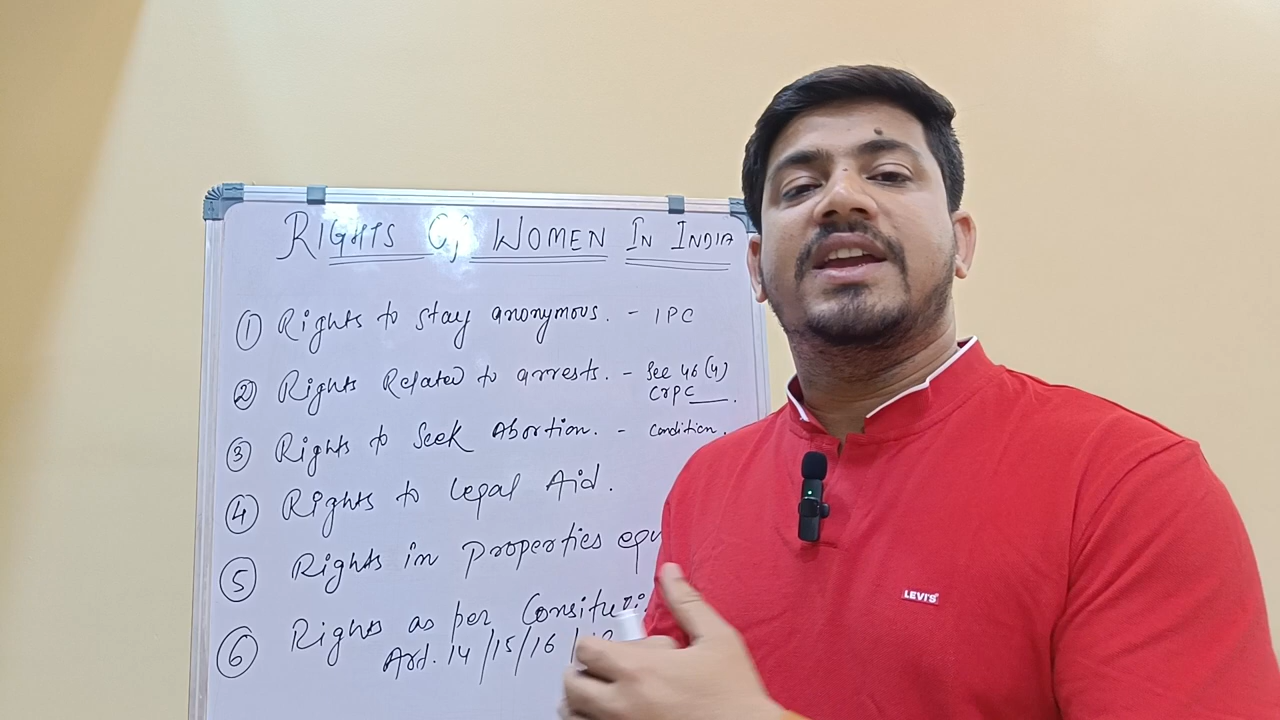 RIGHTS Of WOMEN IN INDIA
① Rights to stay anonymous. - IPC
② Rights Related to arrests. - Sec 46(4)
CrPC
③ Rights to Seek Abortion. - condition.
④ Rights to legal Aid.
⑤ Rights in properties equ
⑥ Rights as per
Art. 14/15/16
LEVI'S